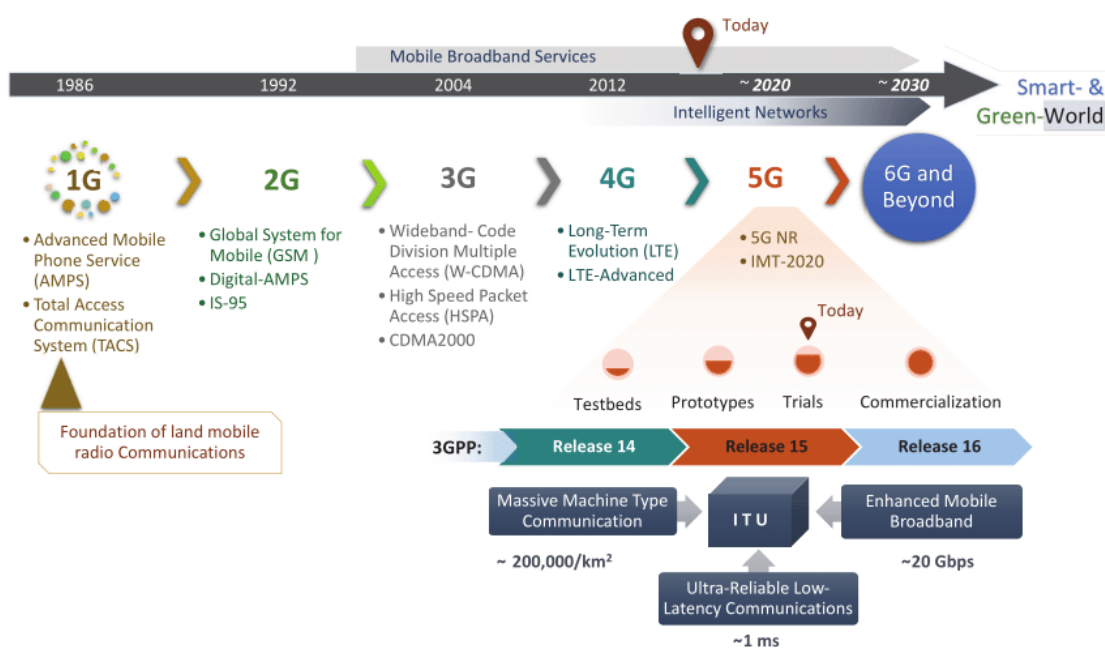 Today
Mobile Broadband Services
1986
1992
2004
2012
~ 2020
~ 2030
Intelligent Networks
Smart- &
Green-World
1G
2G
3G
4G
5G
6G and
Beyond
• Advanced Mobile
Phone Service
(AMPS)
• Total Access
Communication
System (TACS)
• Global System for
Mobile (GSM )
• Digital-AMPS
• IS-95
• Wideband- Code
Division Multiple
Access (W-CDMA)
• High Speed Packet
Access (HSPA)
• CDMA2000
• Long-Term
Evolution (LTE)
• LTE-Advanced
• 5G NR
• IMT-2020
Today
Testbeds
Prototypes
Trials
Commercialization
Foundation of land mobile
radio Communications
3GPP:
Release 14
Release 15
Release 16
Massive Machine Type
Communication
~ 200,000/km²
I T U
Enhanced Mobile
Broadband
~20 Gbps
Ultra-Reliable Low-
Latency Communications
~1 ms